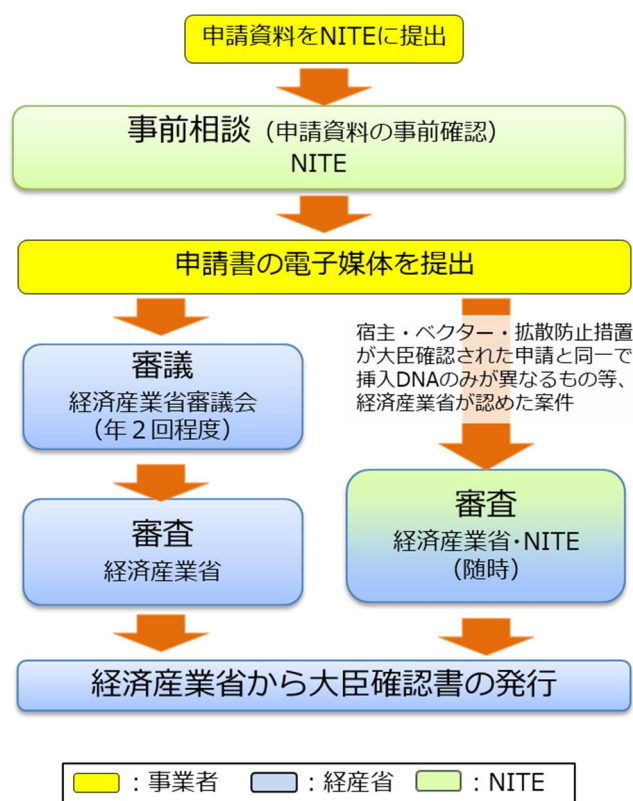 申請資料をNITEに提出
事前相談（申請資料の事前確認）
NITE
申請書の電子媒体を提出
審議
経済産業省審議会
（年２回程度）
審査
経済産業省
宿主・ベクター・拡散防止措置
が大臣確認された申請と同一で
挿入DNAのみが異なるもの等、
経済産業省が認めた案件
審査
経済産業省・NITE
（随時）
経済産業省から大臣確認書の発行
：事業者 ：経産省 ：NITE